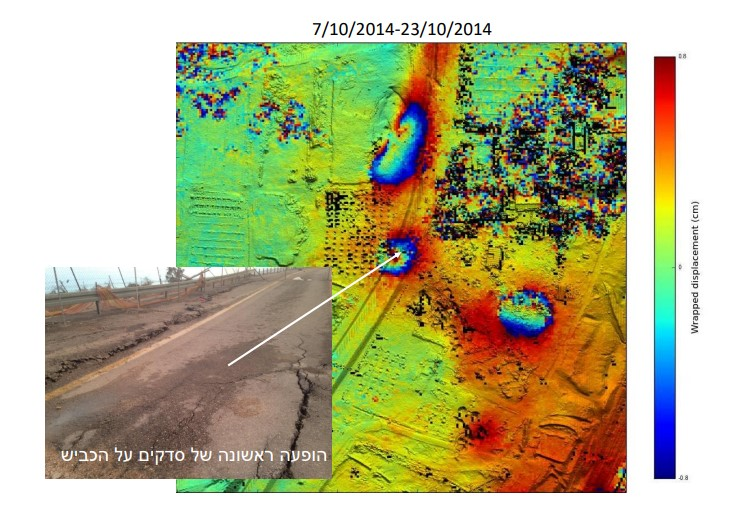 7/10/2014-23/10/2014
0.8
0
-0.8
Wrapped displacement (cm)
הופעה ראשונה של סדקים על הכביש